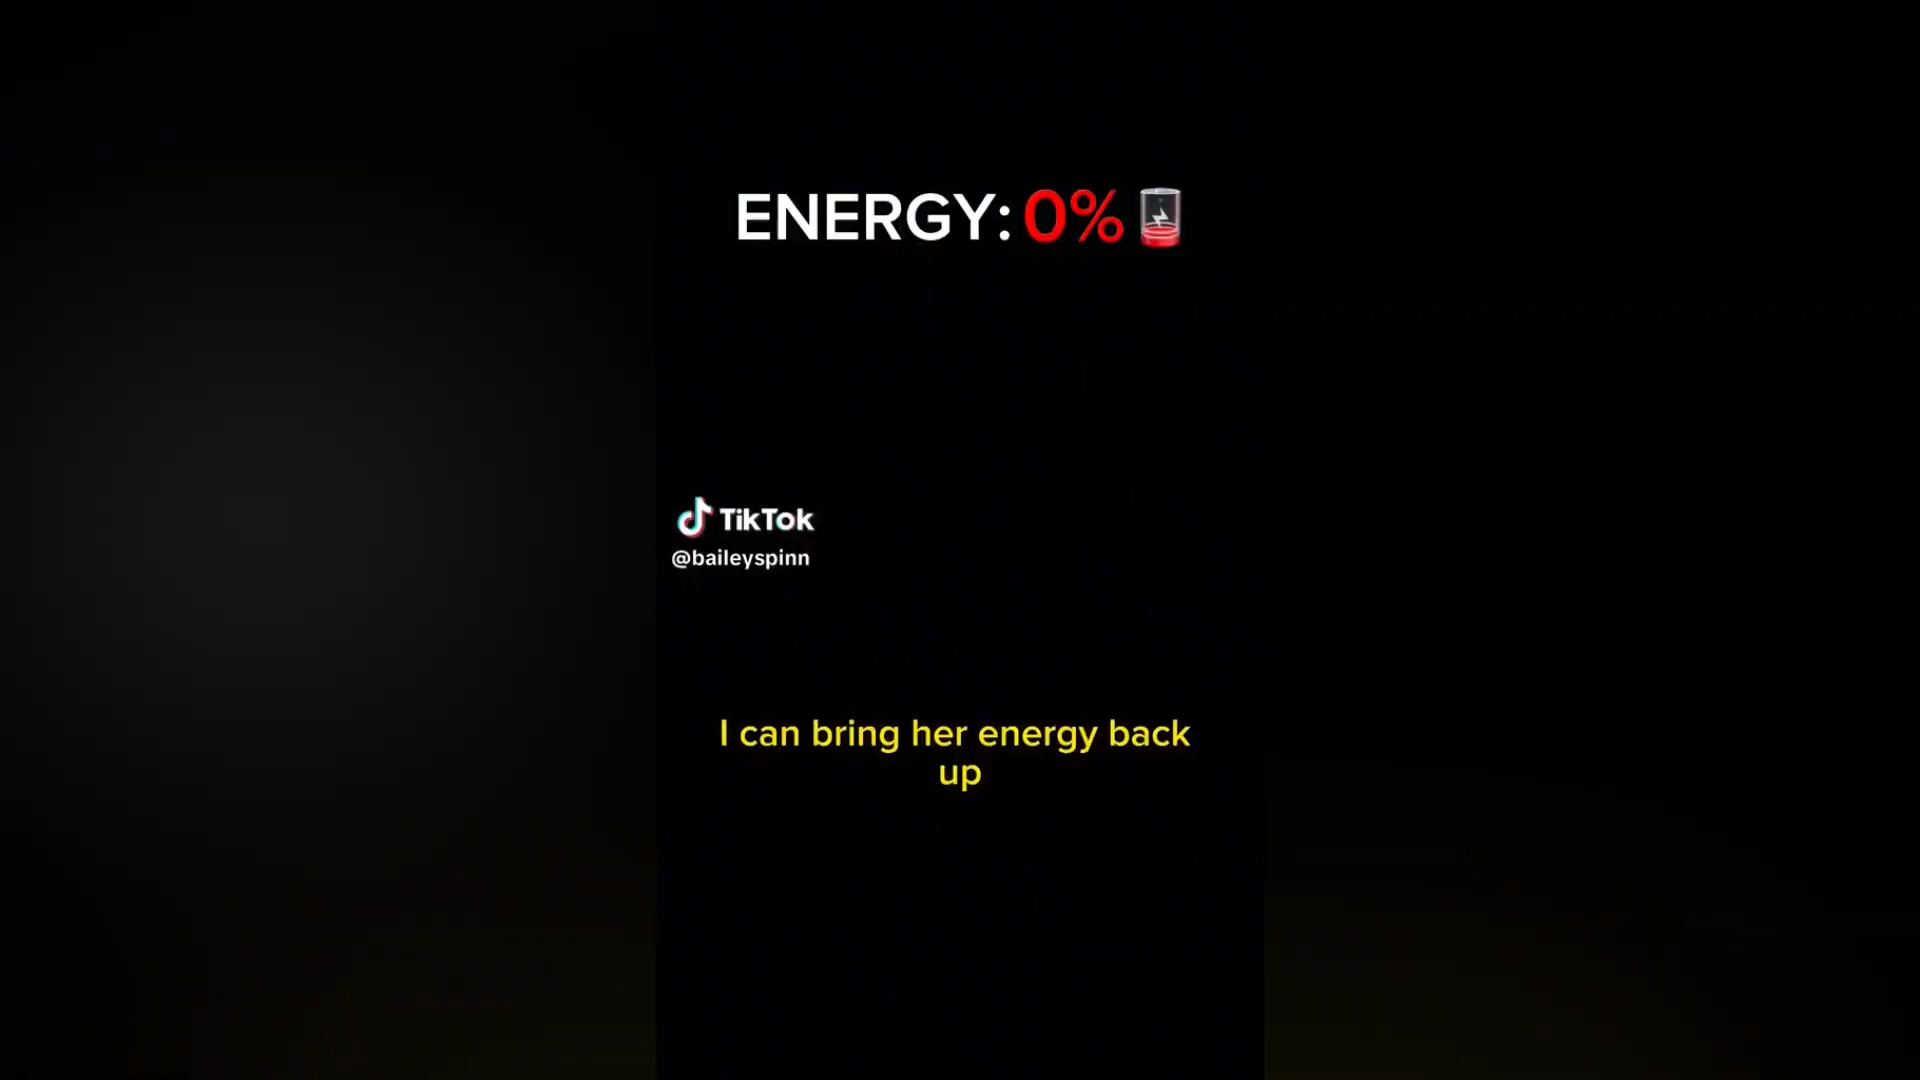 ENERGY: 0% 🪫
TikTok
@baileyspinn
I can bring her energy back
up